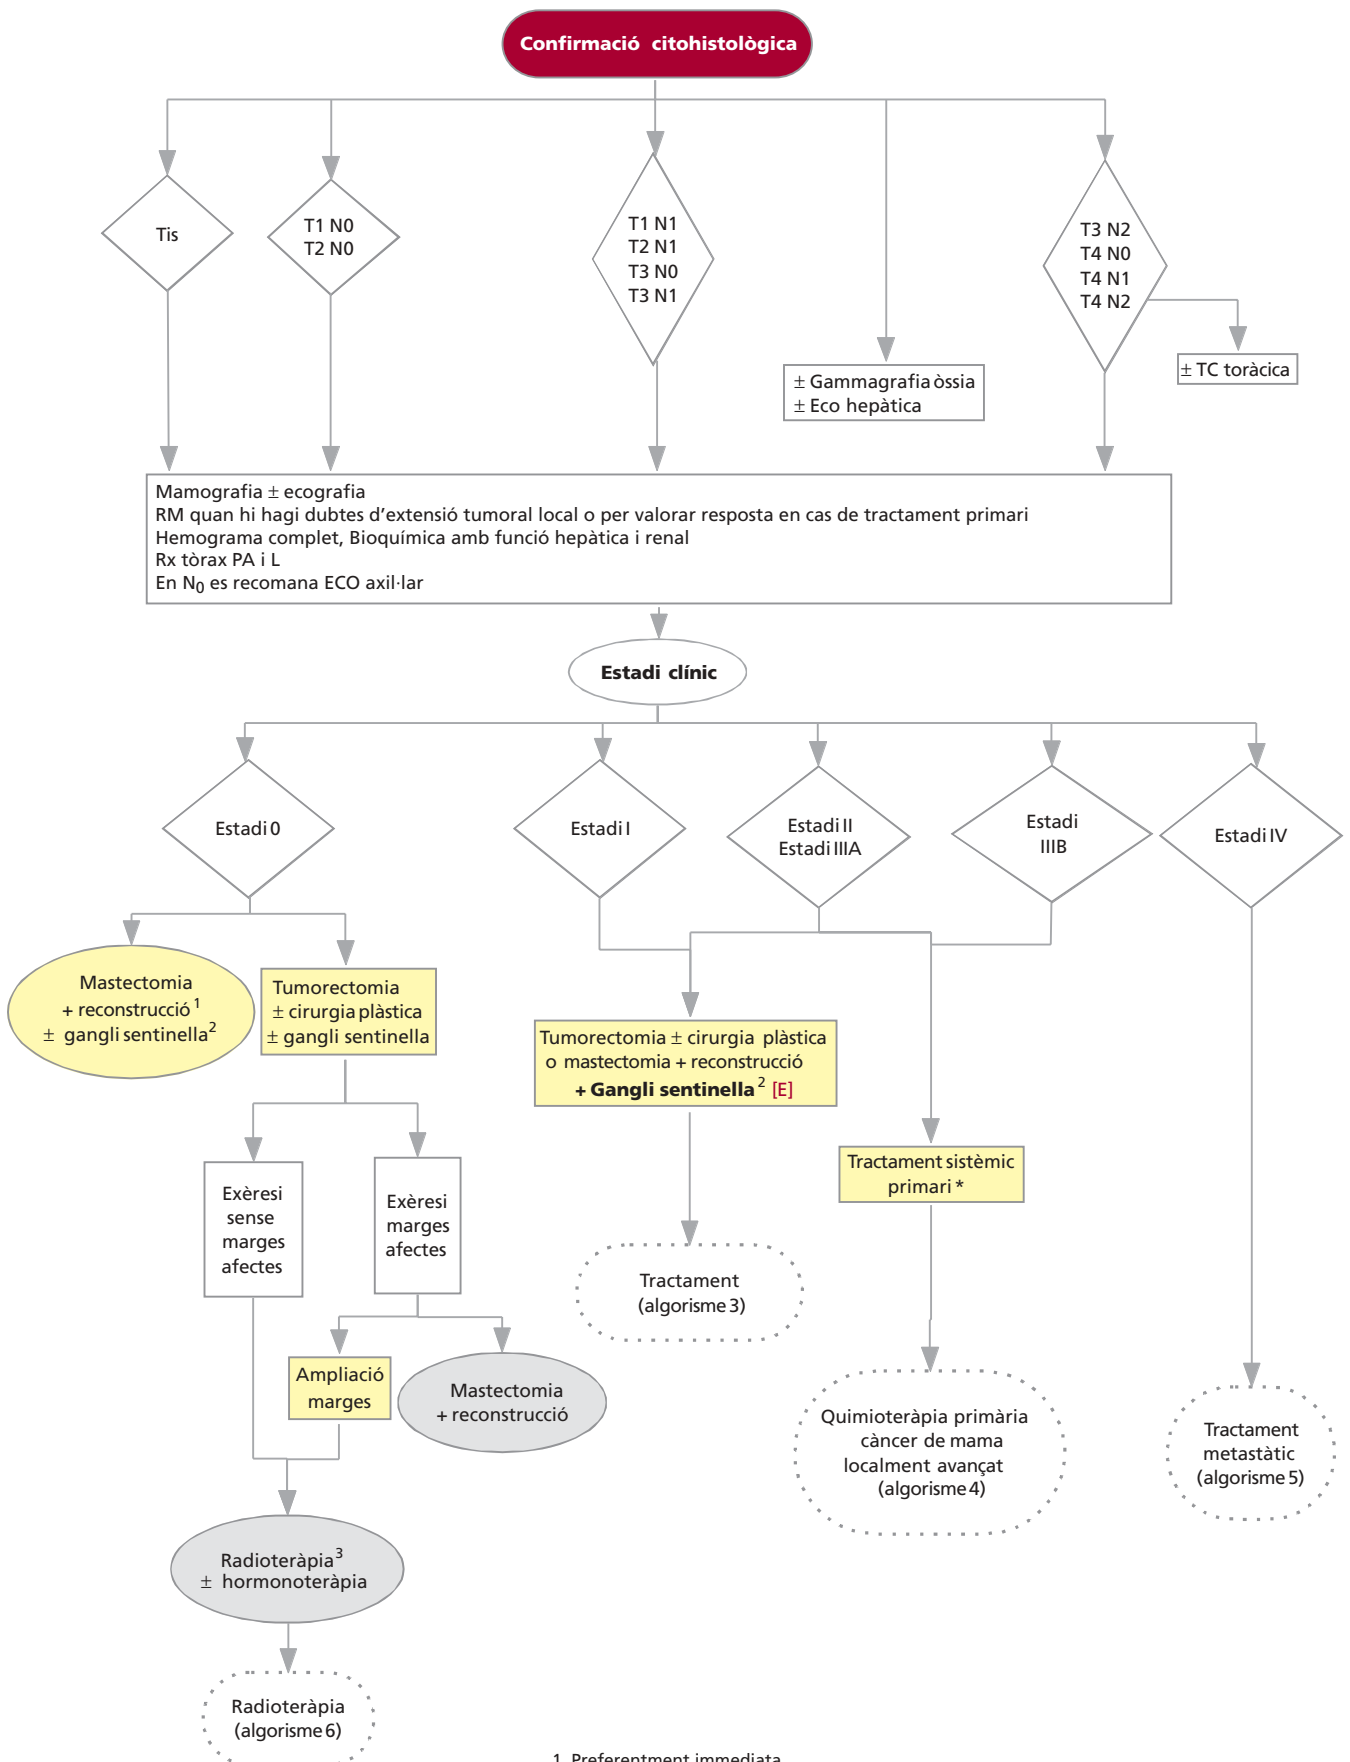 Confirmació citohistològica
Tis
T1 N0
T2 N0
T1 N1
T2 N1
T3 N0
T3 N1
T3 N2
T4 N0
T4 N1
T4 N2
± Gammagrafia òssia
± Eco hepàtica
± TC toràcica
Mamografia ± ecografia
RM quan hi hagi dubtes d'extensió tumoral local o per valorar resposta en cas de tractament primari
Hemograma complet, Bioquímica amb funció hepàtica i renal
Rx tòrax PA i L
En N0 es recomana ECO axil·lar
Estadi clínic
Estadi 0
Estadi I
Estadi II
Estadi IIIA
Estadi
IIIB
Estadi IV
Mastectomia
+ reconstrucció 1
± gangli sentinella2
Tumorectomia
± cirurgia plàstica
± gangli sentinella
Tumorectomia ± cirurgia plàstica
o mastectomia + reconstrucció
+ Gangli sentinella 2 [E]
Tractament sistèmic
primari *
Exèresi
sense
marges
afectes
Exèresi
marges
afectes
Tractament
(algorisme 3)
Ampliació
marges
Mastectomia
+ reconstrucció
Quimioteràpia primària
càncer de mama
localment avançat
(algorisme 4)
Tractament
metastàtic
(algorisme 5)
Radioteràpia3
± hormonoteràpia
Radioteràpia
(algorisme 6)
1. Preferentment immediata